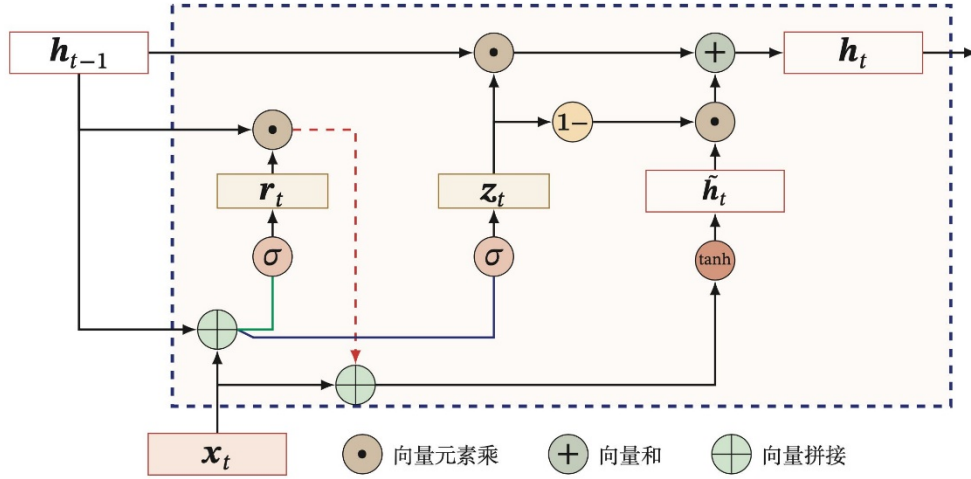 h_{t-1}
h_t
1-
r_t
z_t
h̃_t
σ
σ
tanh
x_t
向量元素乘
向量和
向量拼接